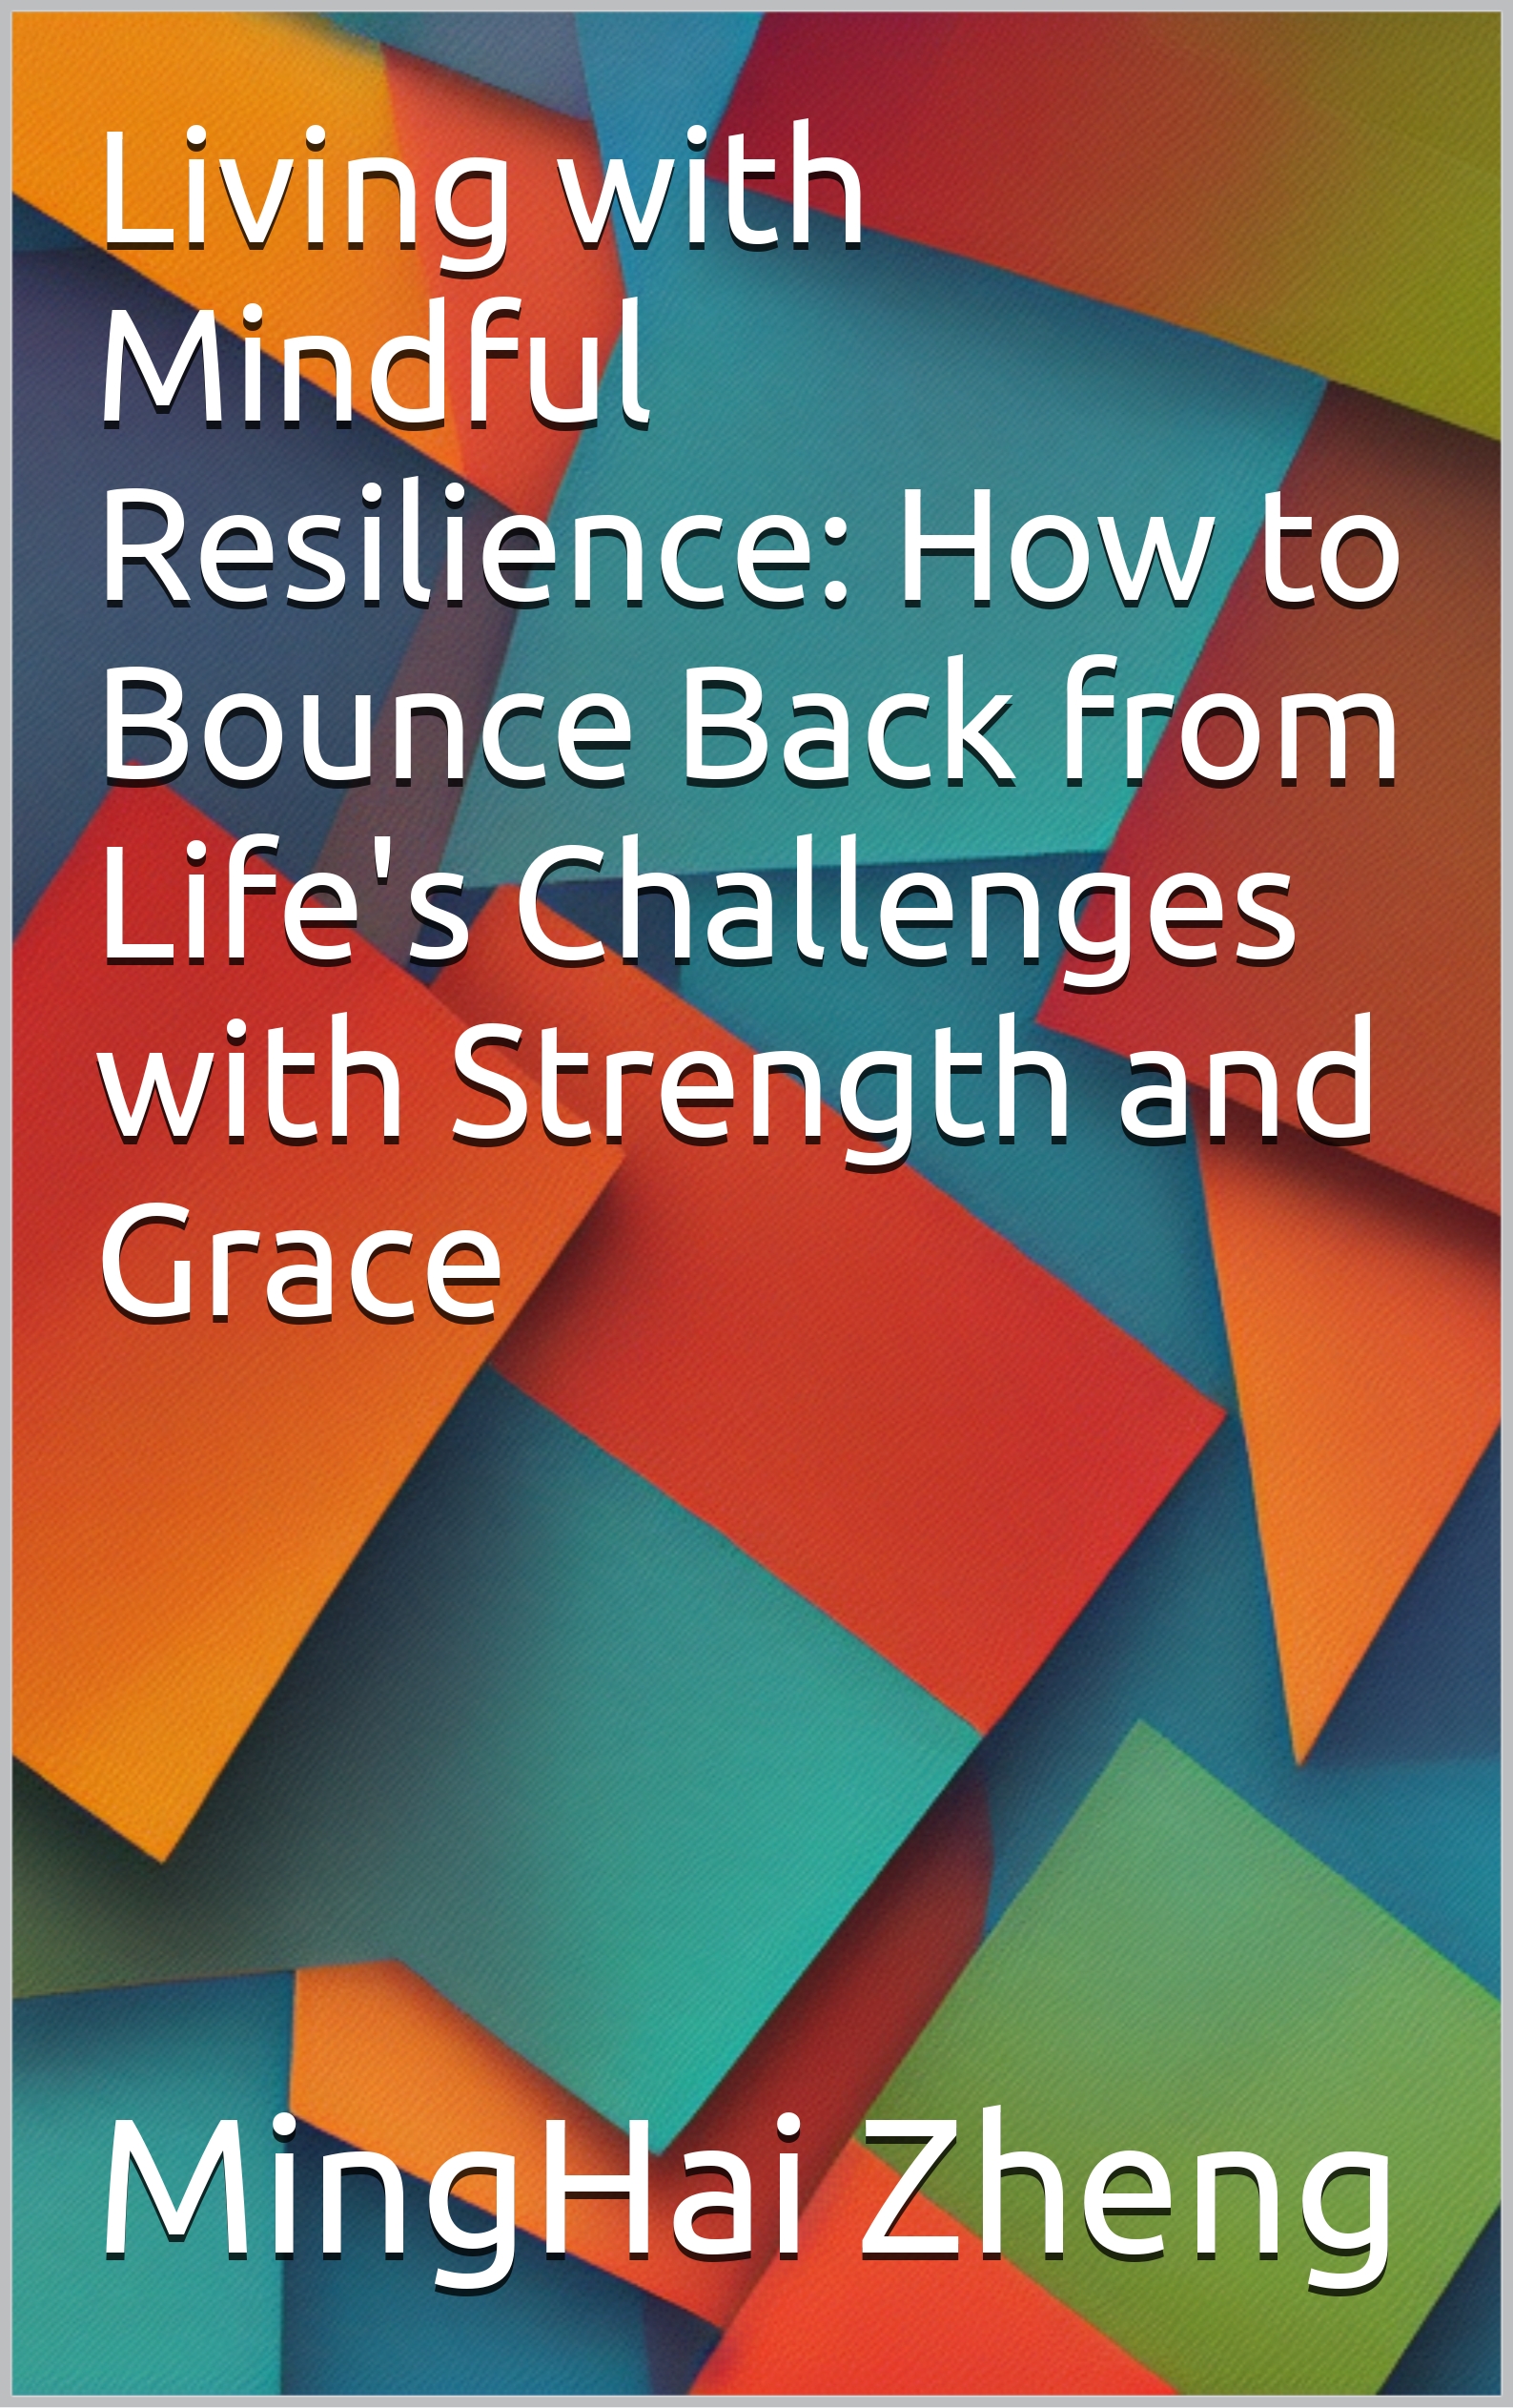 Living with
Mindful
Resilience: How to
Bounce Back from
Life's Challenges
with Strength and
Grace
MingHai Zheng